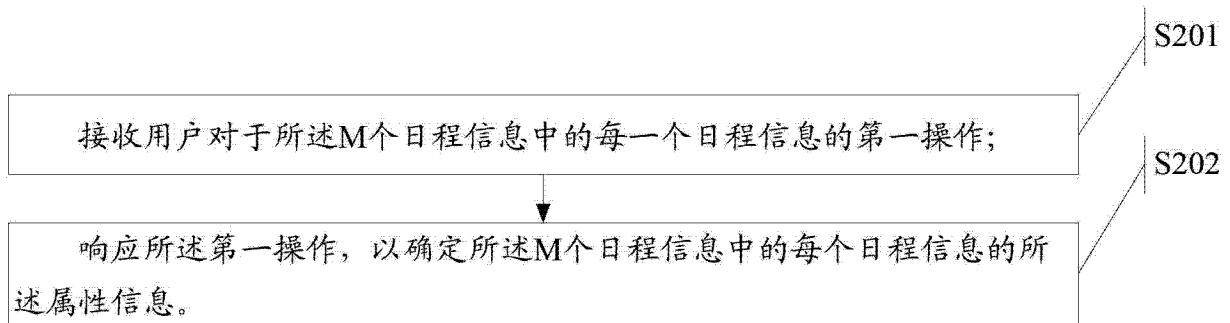 S201
接收用户对于所述M个日程信息中的每一个日程信息的第一操作;
S202
响应所述第一操作，以确定所述M个日程信息中的每个日程信息的所
述属性信息。